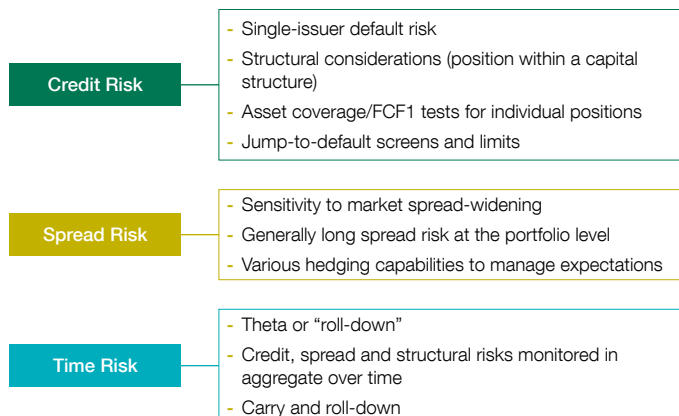 Credit Risk
- Single-issuer default risk
- Structural considerations (position within a capital
structure)
- Asset coverage/FCF1 tests for individual positions
- Jump-to-default screens and limits
Spread Risk
- Sensitivity to market spread-widening
- Generally long spread risk at the portfolio level
- Various hedging capabilities to manage expectations
Time Risk
- Theta or “roll-down”
- Credit, spread and structural risks monitored in
aggregate over time
- Carry and roll-down